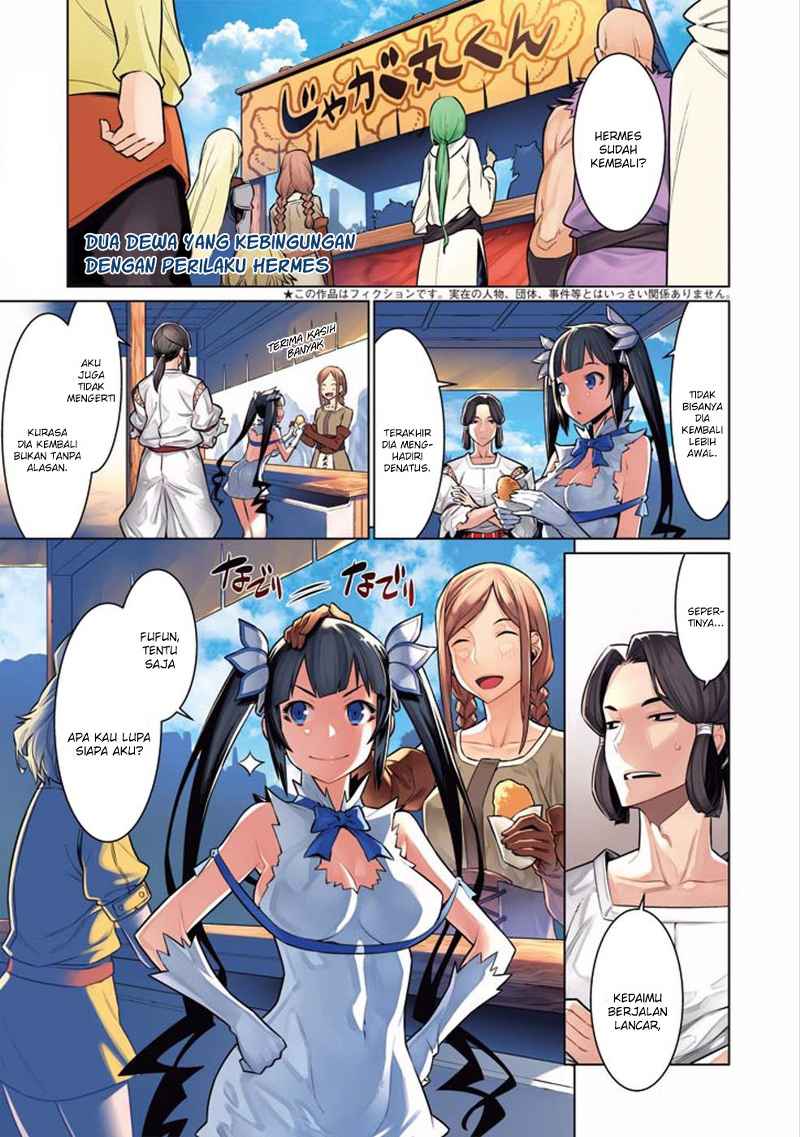 じゃが丸くん
HERMES
SUDAH
KEMBALI?
DUA DEWA YANG KEBINGUNGAN
DENGAN PERILAKU HERMES
★この作品はフィクションです。実在の人物、団体、事件等とはいっさい関係ありません。
TIDAK
BISANYA
DIA
KEMBALI
LEBIH
AWAL.
TERAKHIR
DIA MENG-
HADIRI
DENATUS.
TERIMA KASIH
BANYAK
AKU
JUGA
TIDAK
MENGERTI
KURASA
DIA KEMBALI
BUKAN TANPA
ALASAN.
SEPER-
TINYA...
KEDAIMU
BERJALAN
LANCAR,
なでり なでり
FUFUN,
TENTU
SAJA
APA KAU LUPA
SIAPA AKU?